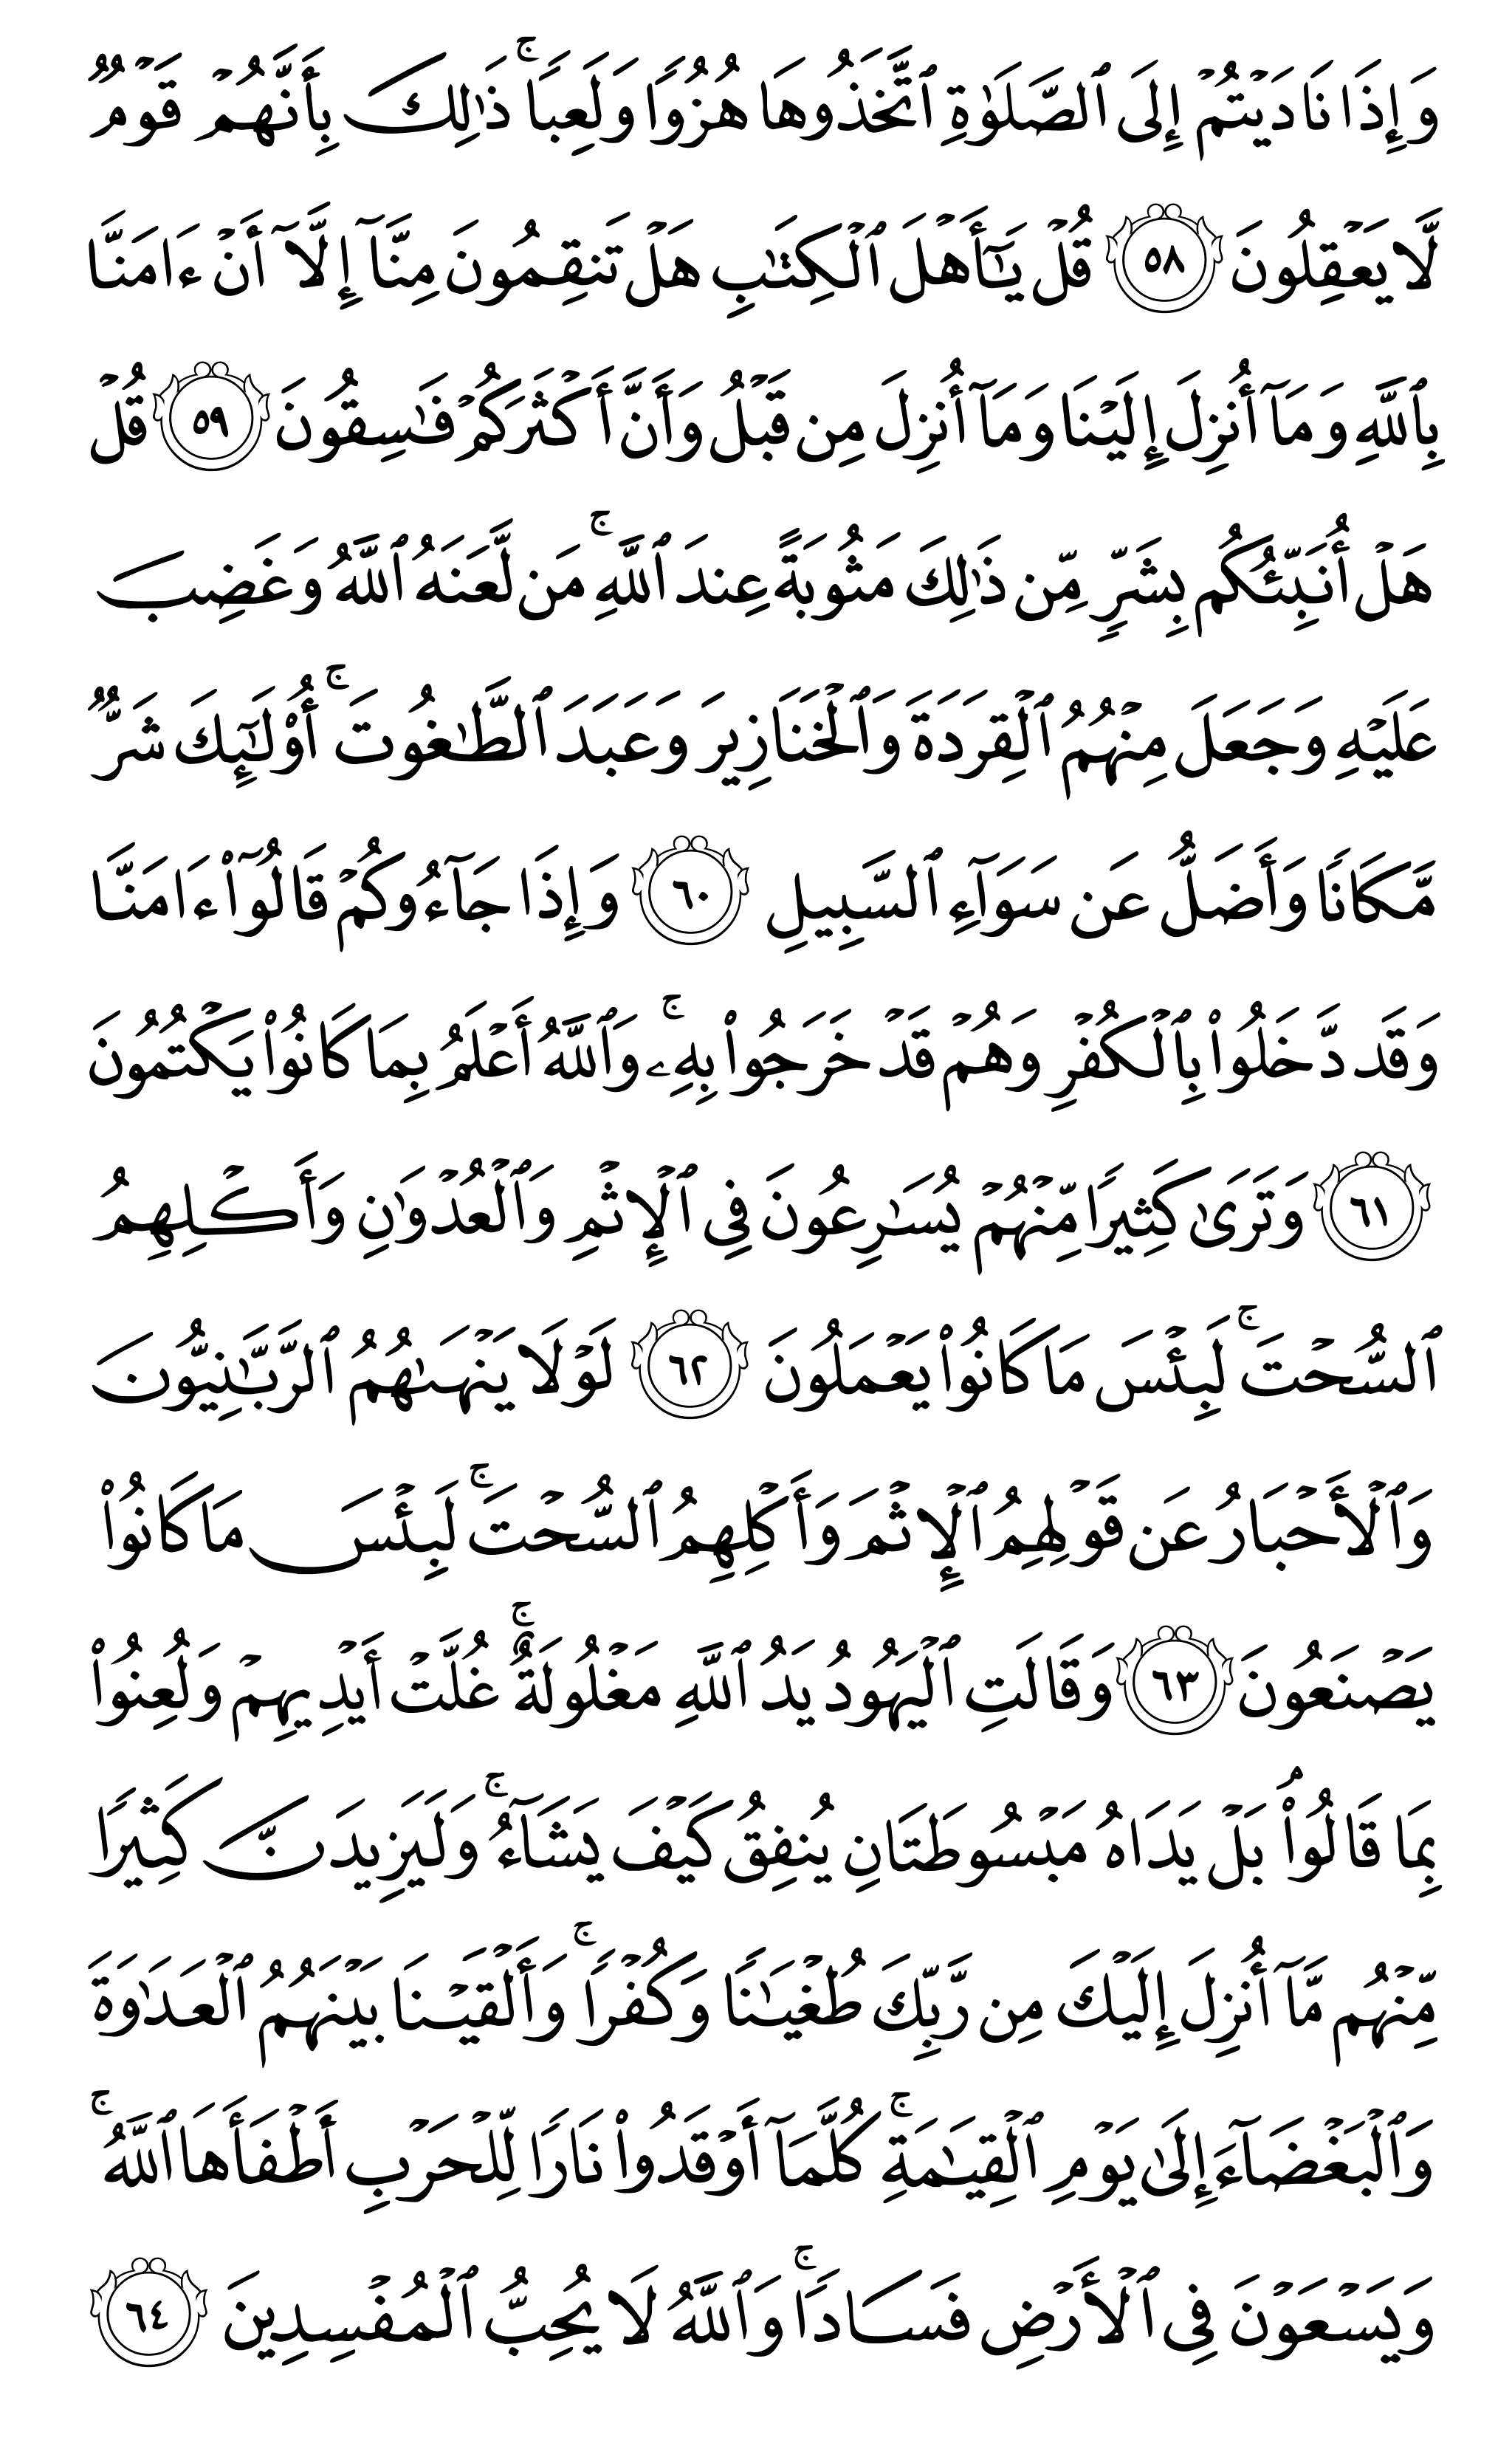 وَإِذَا نَادَيۡتُمۡ إِلَى ٱلصَّلَوٰةِ ٱتَّخَذُوهَا هُزُوٗا وَلَعِبٗاۚ ذَٰلِكَ بِأَنَّهُمۡ قَوۡمٞ
لَّا يَعۡقِلُونَ ٥٨ قُلۡ يَٰٓأَهۡلَ ٱلۡكِتَٰبِ هَلۡ تَنقِمُونَ مِنَّآ إِلَّآ أَنۡ ءَامَنَّا
بِٱللَّهِ وَمَآ أُنزِلَ إِلَيۡنَا وَمَآ أُنزِلَ مِن قَبۡلُ وَأَنَّ أَكۡثَرَكُمۡ فَٰسِقُونَ ٥٩ قُلۡ
هَلۡ أُنَبِّئُكُم بِشَرّٖ مِّن ذَٰلِكَ مَثُوبَةً عِندَ ٱللَّهِۚ مَن لَّعَنَهُ ٱللَّهُ وَغَضِبَ
عَلَيۡهِ وَجَعَلَ مِنۡهُمُ ٱلۡقِرَدَةَ وَٱلۡخَنَازِيرَ وَعَبَدَ ٱلطَّٰغُوتَۚ أُوْلَٰٓئِكَ شَرّٞ
مَّكَانٗا وَأَضَلُّ عَن سَوَآءِ ٱلسَّبِيلِ ٦٠ وَإِذَا جَآءُوكُمۡ قَالُوٓاْ ءَامَنَّا
وَقَد دَّخَلُواْ بِٱلۡكُفۡرِ وَهُمۡ قَدۡ خَرَجُواْ بِهِۦۚ وَٱللَّهُ أَعۡلَمُ بِمَا كَانُواْ يَكۡتُمُونَ
٦١ وَتَرَىٰ كَثِيرٗا مِّنۡهُمۡ يُسَٰرِعُونَ فِي ٱلۡإِثۡمِ وَٱلۡعُدۡوَٰنِ وَأَكۡلِهِمُ
ٱلسُّحۡتَۚ لَبِئۡسَ مَا كَانُواْ يَعۡمَلُونَ ٦٢ لَوۡلَا يَنۡهَىٰهُمُ ٱلرَّبَّٰنِيُّونَ
وَٱلۡأَحۡبَارُ عَن قَوۡلِهِمُ ٱلۡإِثۡمَ وَأَكۡلِهِمُ ٱلسُّحۡتَۚ لَبِئۡسَ مَا كَانُواْ
يَصۡنَعُونَ ٦٣ وَقَالَتِ ٱلۡيَهُودُ يَدُ ٱللَّهِ مَغۡلُولَةٌۚ غُلَّتۡ أَيۡدِيهِمۡ وَلُعِنُواْ
بِمَا قَالُواْۘ بَلۡ يَدَاهُ مَبۡسُوطَتَانِ يُنفِقُ كَيۡفَ يَشَآءُۚ وَلَيَزِيدَنَّ كَثِيرٗا
مِّنۡهُم مَّآ أُنزِلَ إِلَيۡكَ مِن رَّبِّكَ طُغۡيَٰنٗا وَكُفۡرٗاۚ وَأَلۡقَيۡنَا بَيۡنَهُمُ ٱلۡعَدَٰوَةَ
وَٱلۡبَغۡضَآءَ إِلَىٰ يَوۡمِ ٱلۡقِيَٰمَةِۚ كُلَّمَآ أَوۡقَدُواْ نَارٗا لِّلۡحَرۡبِ أَطۡفَأَهَا ٱللَّهُۚ
وَيَسۡعَوۡنَ فِي ٱلۡأَرۡضِ فَسَادٗاۚ وَٱللَّهُ لَا يُحِبُّ ٱلۡمُفۡسِدِينَ ٦٤